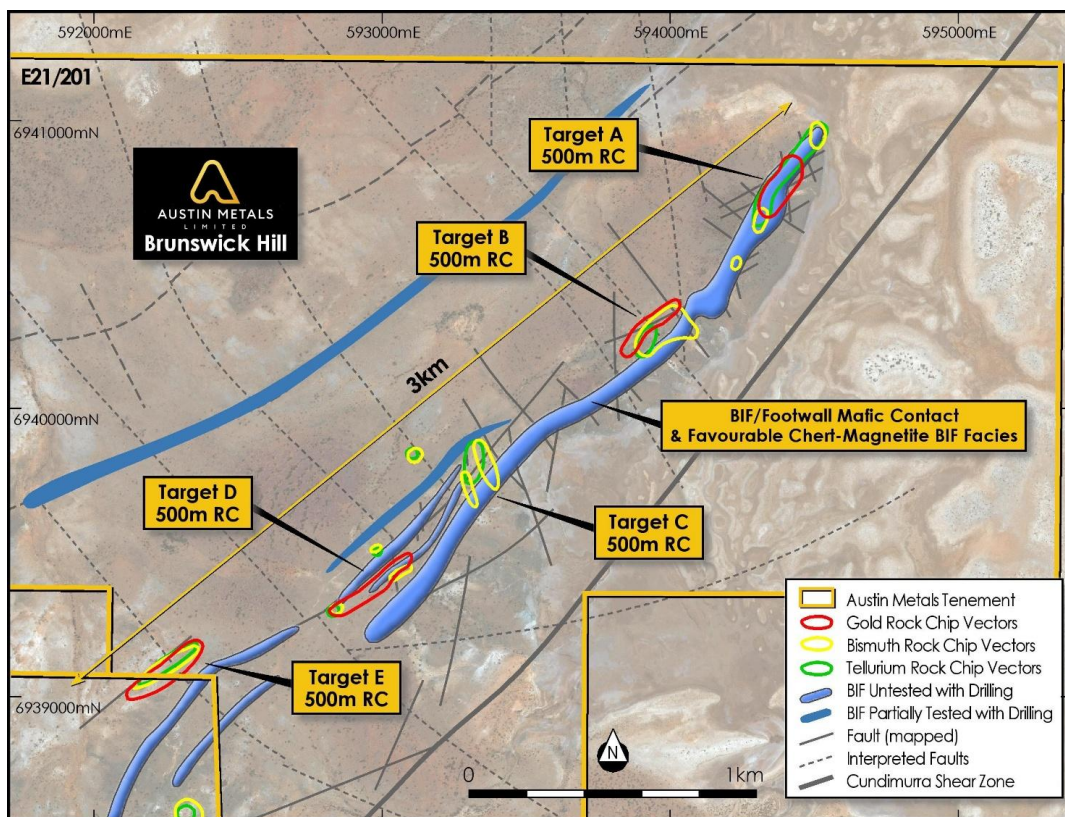 592000mE
593000mE
594000mE
595000mE
E21/201
6941000mN
Target A
500m RC
AUSTIN METALS
LIMITED
Brunswick Hill
Target B
500m RC
3km
6940000mN
BIF/Footwall Mafic Contact
& Favourable Chert-Magnetite BIF Facies
Target D
500m RC
Target C
500m RC
Target E
500m RC
6939000mN
N
0
1km
Austin Metals Tenement
Gold Rock Chip Vectors
Bismuth Rock Chip Vectors
Tellurium Rock Chip Vectors
BIF Untested with Drilling
BIF Partially Tested with Drilling
Fault (mapped)
Interpreted Faults
Cundimurra Shear Zone